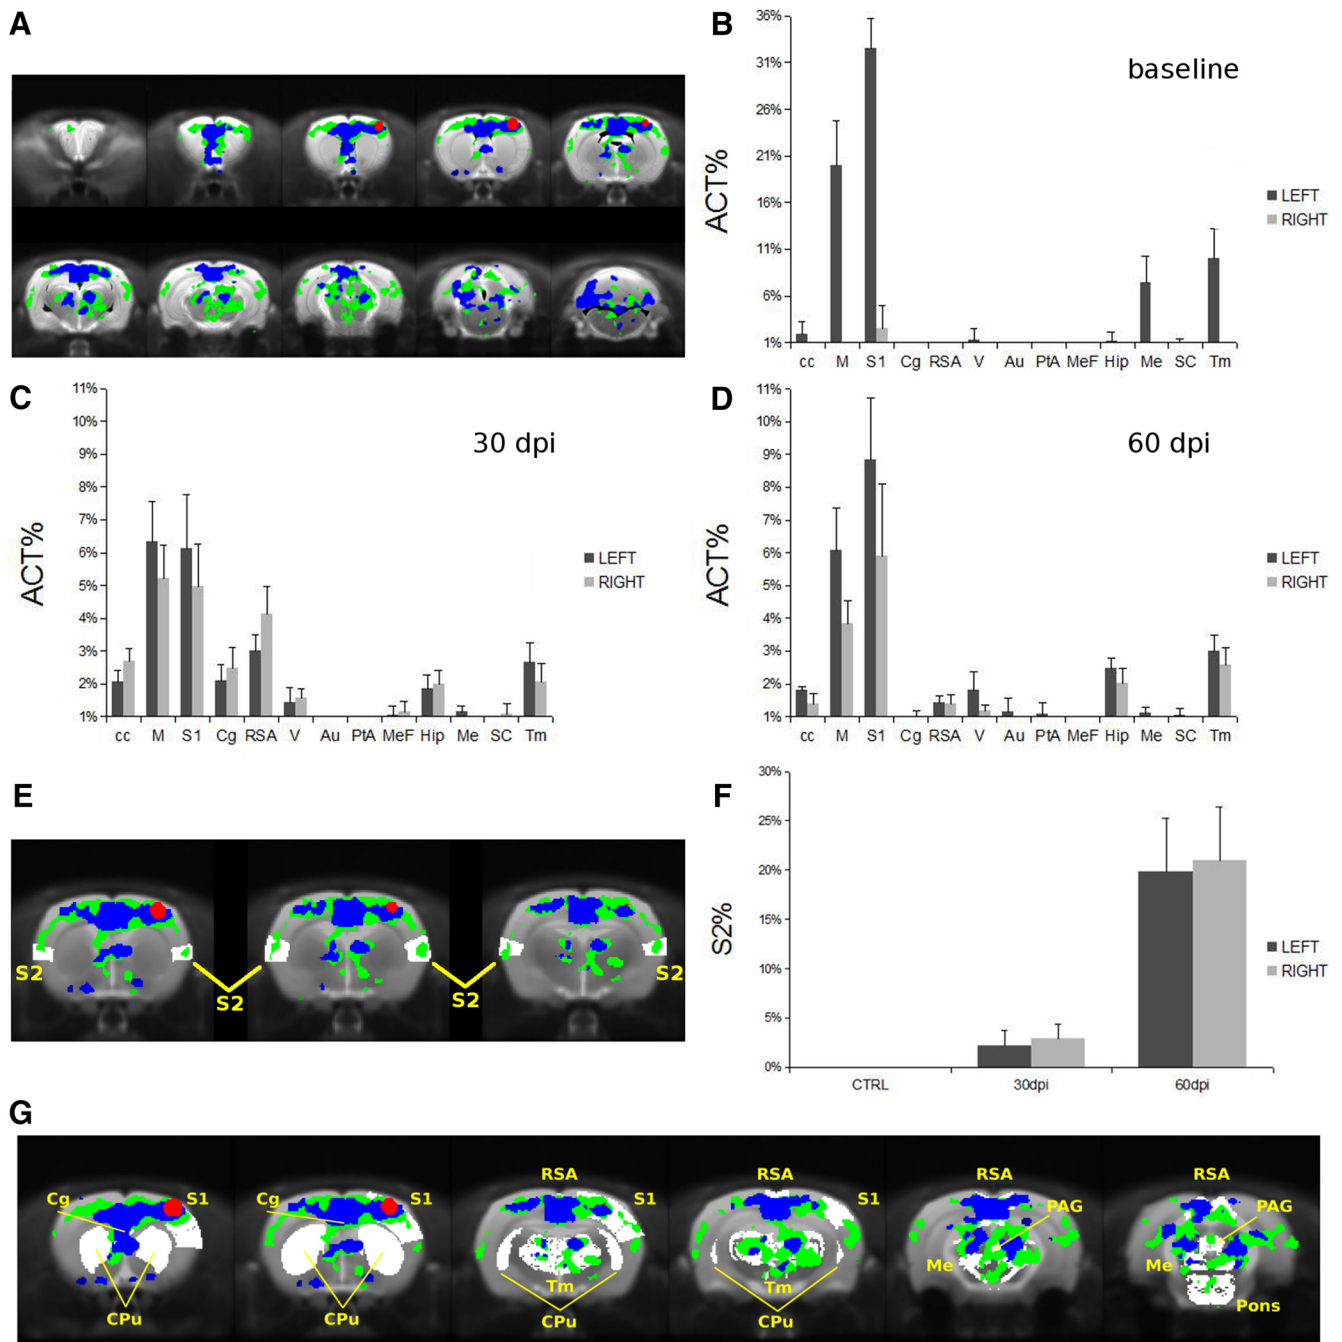 A
B
36%
31%
26%
21%
16%
11%
6%
1%
ACT%
baseline
LEFT
RIGHT
cc M S1 Cg RSA V Au PtA MeF Hip Me SC Tm
C
11%
10%
9%
8%
7%
6%
5%
4%
3%
2%
1%
ACT%
30 dpi
LEFT
RIGHT
cc M S1 Cg RSA V Au PtA MeF Hip Me SC Tm
D
11%
10%
9%
8%
7%
6%
5%
4%
3%
2%
1%
ACT%
60 dpi
LEFT
RIGHT
cc M S1 Cg RSA V Au PtA MeF Hip Me SC Tm
E
S2
S2
S2
S2
F
30%
25%
20%
15%
10%
5%
0%
S2%
LEFT
RIGHT
CTRL 30dpi 60dpi
G
Cg S1 Cg S1 RSA S1 RSA S1 RSA PAG RSA PAG
Tm Tm Me Me
CPu CPu CPu CPu Pons